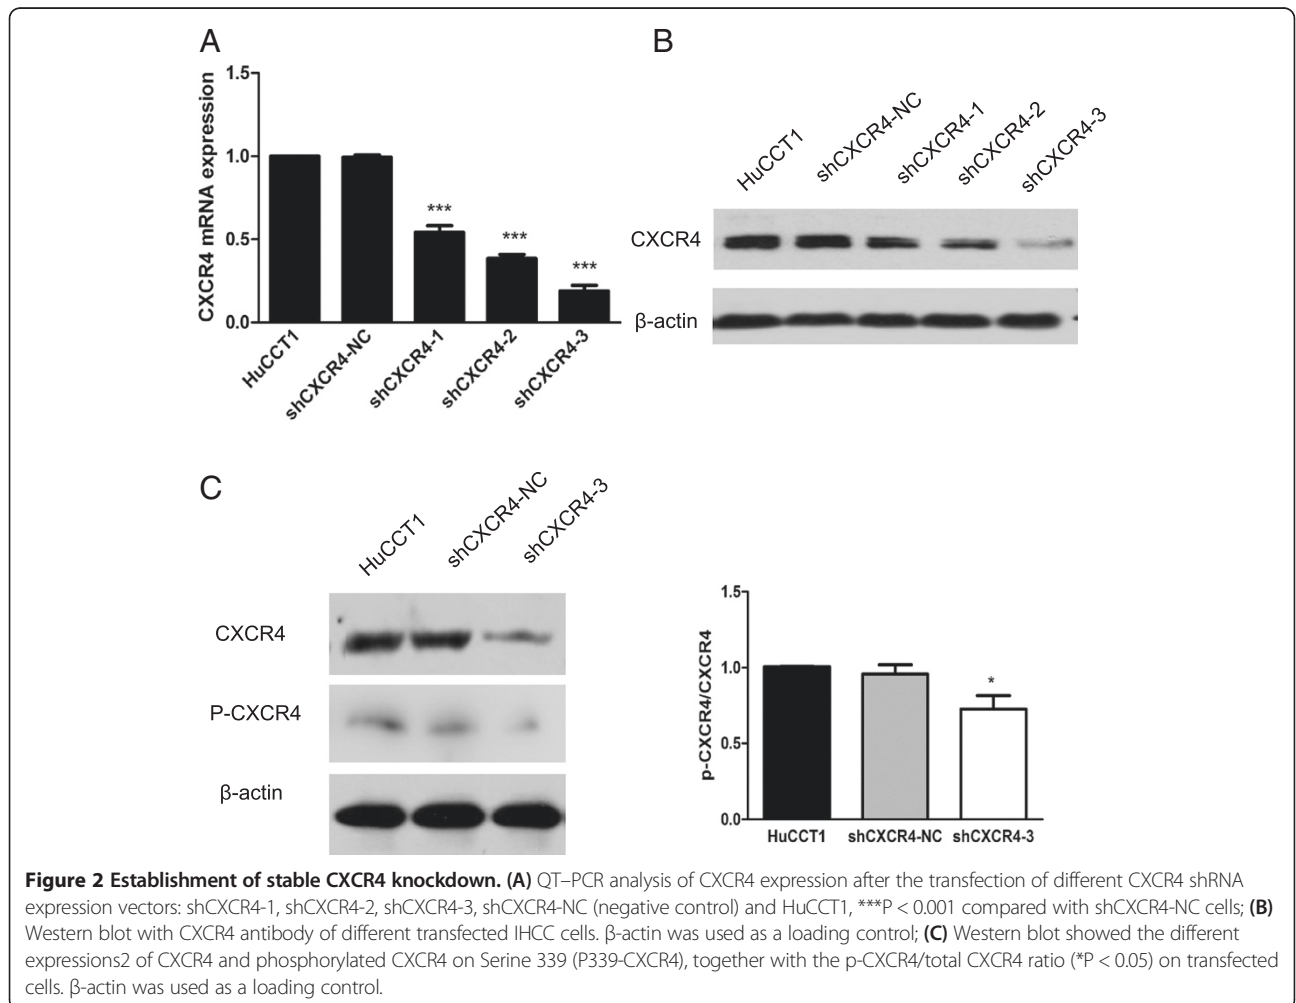 A
CXCR4 mRNA expression
1.5
1.0
0.5
0.0
***
***
***
HuCCT1
shCXCR4-NC
shCXCR4-1
shCXCR4-2
shCXCR4-3
B
HuCCT1
shCXCR4-NC
shCXCR4-1
shCXCR4-2
shCXCR4-3
CXCR4
β-actin
C
HuCCT1
shCXCR4-NC
shCXCR4-3
CXCR4
P-CXCR4
β-actin
p-CXCR4/CXCR4
1.5
1.0
0.5
0.0
*
HuCCT1
shCXCR4-NC
shCXCR4-3
Figure 2 Establishment of stable CXCR4 knockdown. (A) QT–PCR analysis of CXCR4 expression after the transfection of different CXCR4 shRNA
expression vectors: shCXCR4-1, shCXCR4-2, shCXCR4-3, shCXCR4-NC (negative control) and HuCCT1, ***P < 0.001 compared with shCXCR4-NC cells; (B)
Western blot with CXCR4 antibody of different transfected IHCC cells. β-actin was used as a loading control; (C) Western blot showed the different
expressions2 of CXCR4 and phosphorylated CXCR4 on Serine 339 (P339-CXCR4), together with the p-CXCR4/total CXCR4 ratio (*P < 0.05) on transfected
cells. β-actin was used as a loading control.